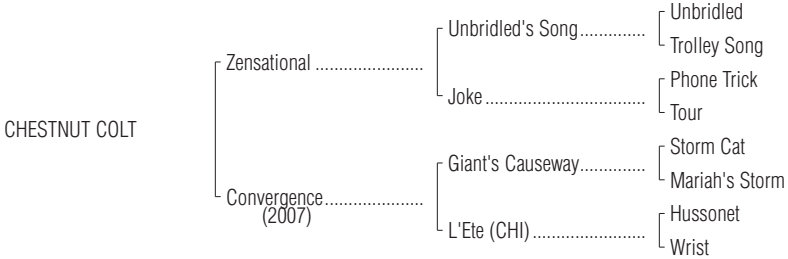 Unbridled
Unbridled's Song..............
Trolley Song
Zensational .......................
Phone Trick
Joke..................................
Tour
CHESTNUT COLT
Storm Cat
Giant's Causeway..............
Mariah's Storm
Convergence.....................
(2007)
Hussonet
L'Ete (CHI) ........................
Wrist